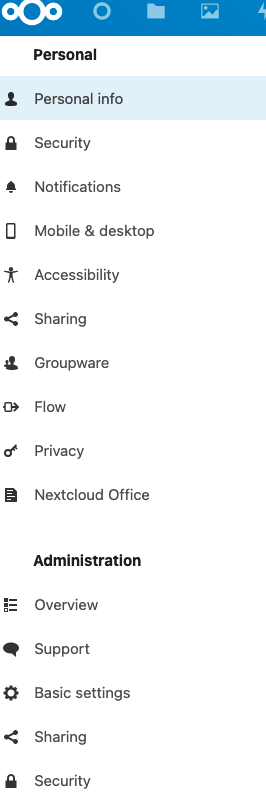 Personal
Personal info
Security
Notifications
Mobile & desktop
Accessibility
Sharing
Groupware
Flow
Privacy
Nextcloud Office
Administration
Overview
Support
Basic settings
Sharing
Security